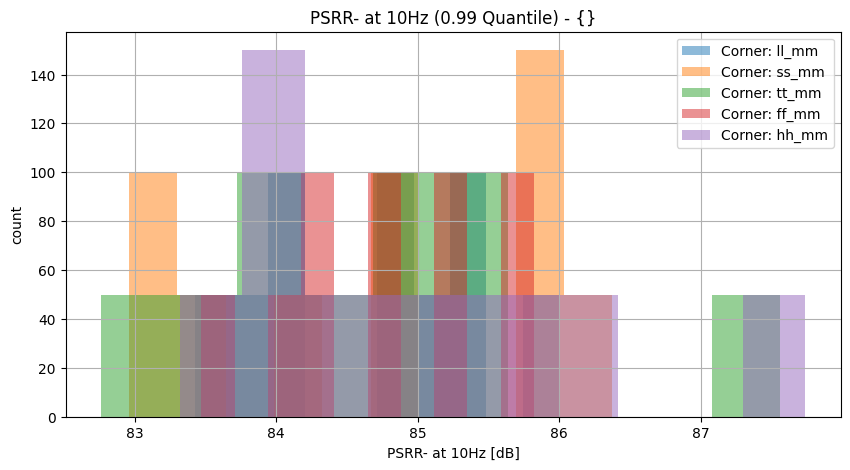 PSRR- at 10Hz (0.99 Quantile) - {}
Corner: ll_mm
Corner: ss_mm
Corner: tt_mm
Corner: ff_mm
Corner: hh_mm
count
140
120
100
80
60
40
20
0
83
84
85
86
87
PSRR- at 10Hz [dB]